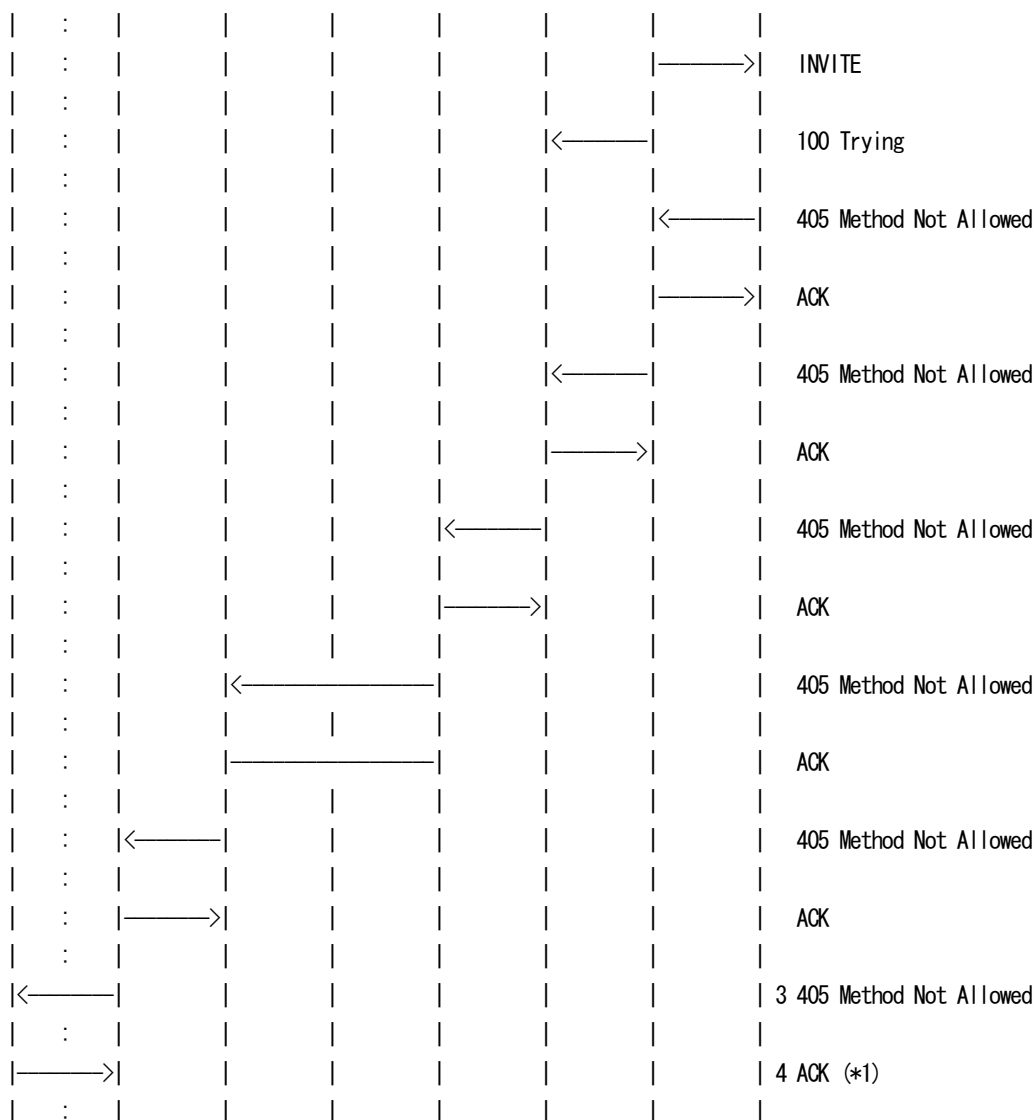 INVITE
100 Trying
405 Method Not Allowed
ACK
405 Method Not Allowed
ACK
405 Method Not Allowed
ACK
405 Method Not Allowed
ACK
405 Method Not Allowed
ACK
3 405 Method Not Allowed
4 ACK (*1)